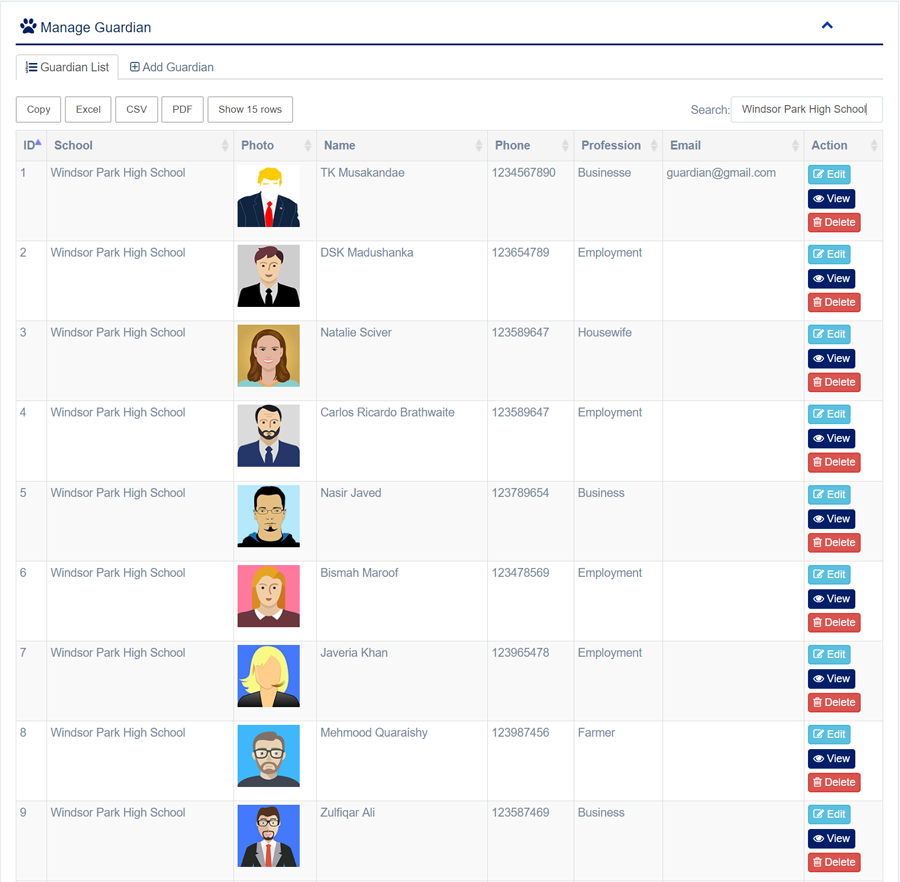 Manage Guardian
Guardian List Add Guardian
Copy Excel CSV PDF Show 15 rows Search: Windsor Park High School
ID School Photo Name Phone Profession Email Action
1 Windsor Park High School TK Musakandae 1234567890 Businesse guardian@gmail.com Edit
View
Delete
2 Windsor Park High School DSK Madushanka 123654789 Employment Edit
View
Delete
3 Windsor Park High School Natalie Sciver 123589647 Housewife Edit
View
Delete
4 Windsor Park High School Carlos Ricardo Brathwaite 123589647 Employment Edit
View
Delete
5 Windsor Park High School Nasir Javed 123789654 Business Edit
View
Delete
6 Windsor Park High School Bismah Maroof 123478569 Employment Edit
View
Delete
7 Windsor Park High School Javeria Khan 123965478 Employment Edit
View
Delete
8 Windsor Park High School Mehmood Quaraishy 123987456 Farmer Edit
View
Delete
9 Windsor Park High School Zulfiqar Ali 123587469 Business Edit
View
Delete